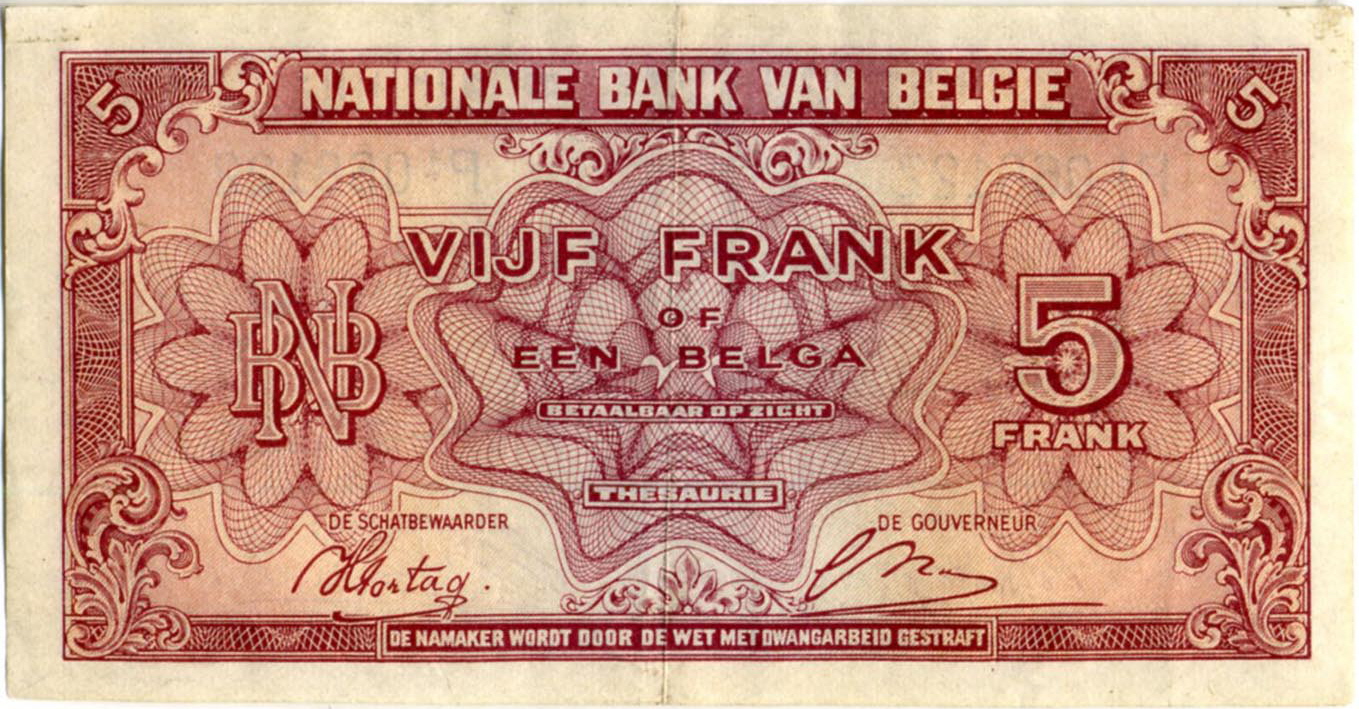 5 NATIONALE BANK VAN BELGIE 5
VIJF FRANK
OF
EEN BELGA
BETAALBAAR OP ZICHT
THESAURIE
NBB
5
FRANK
DE SCHATBEWAARDER
DE GOUVERNEUR
DE NAMAKER WORDT DOOR DE WET MET DWANGARBEID GESTRAFT